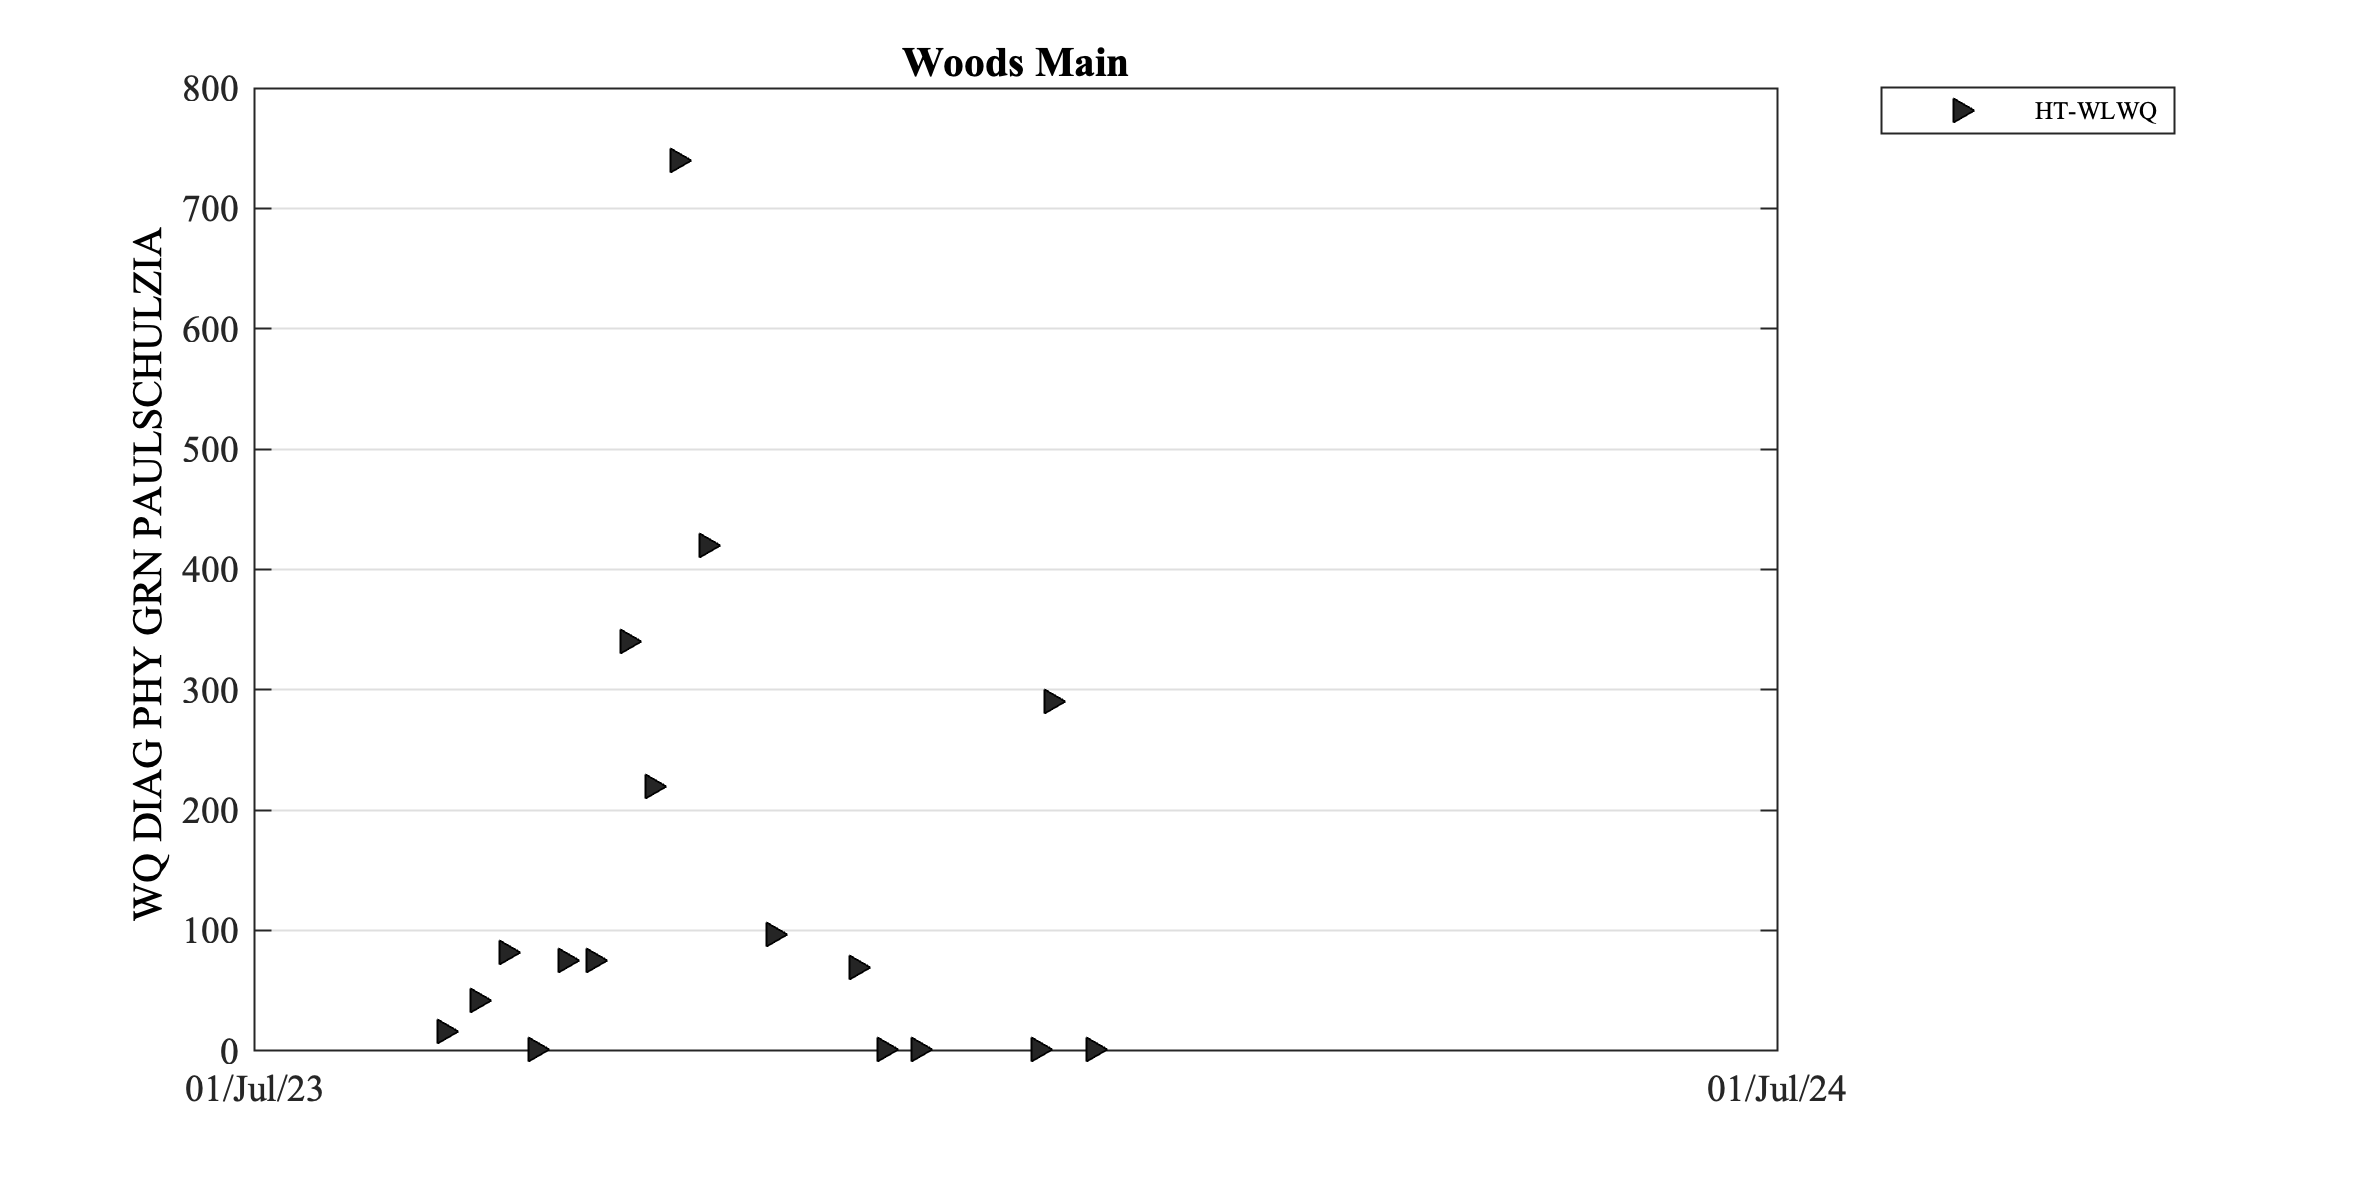 Woods Main
HT-WLWQ
WQ DIAG PHY GRN PAULSCHULZIA
800
700
600
500
400
300
200
100
0
01/Jul/23
01/Jul/24